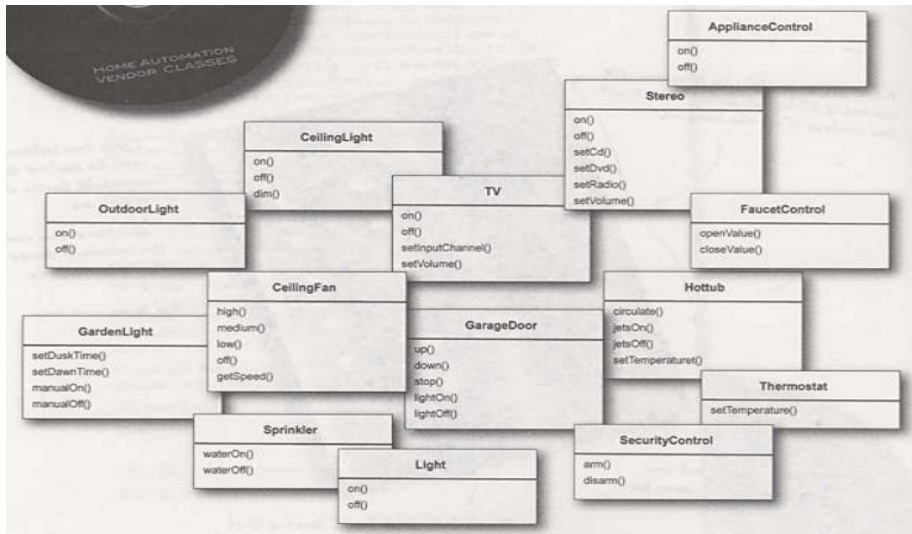 HOME AUTOMATION
VENDOR CLASSES
ApplianceControl
on()
off()
Stereo
on()
off()
setCd()
setDvd()
setRadio()
setVolume()
CeilingLight
on()
off()
dim()
TV
on()
off()
setInputChannel()
setVolume()
OutdoorLight
on()
off()
FaucetControl
openValue()
closeValue()
CeilingFan
high()
medium()
low()
off()
getSpeed()
Hottub
circulate()
jetsOn()
jetsOff()
setTemperaturet()
GardenLight
setDuskTime()
setDawnTime()
manualOn()
manualOff()
GarageDoor
up()
down()
stop()
lightOn()
lightOff()
Thermostat
setTemperature()
Sprinkler
waterOn()
waterOff()
SecurityControl
arm()
disarm()
Light
on()
off()